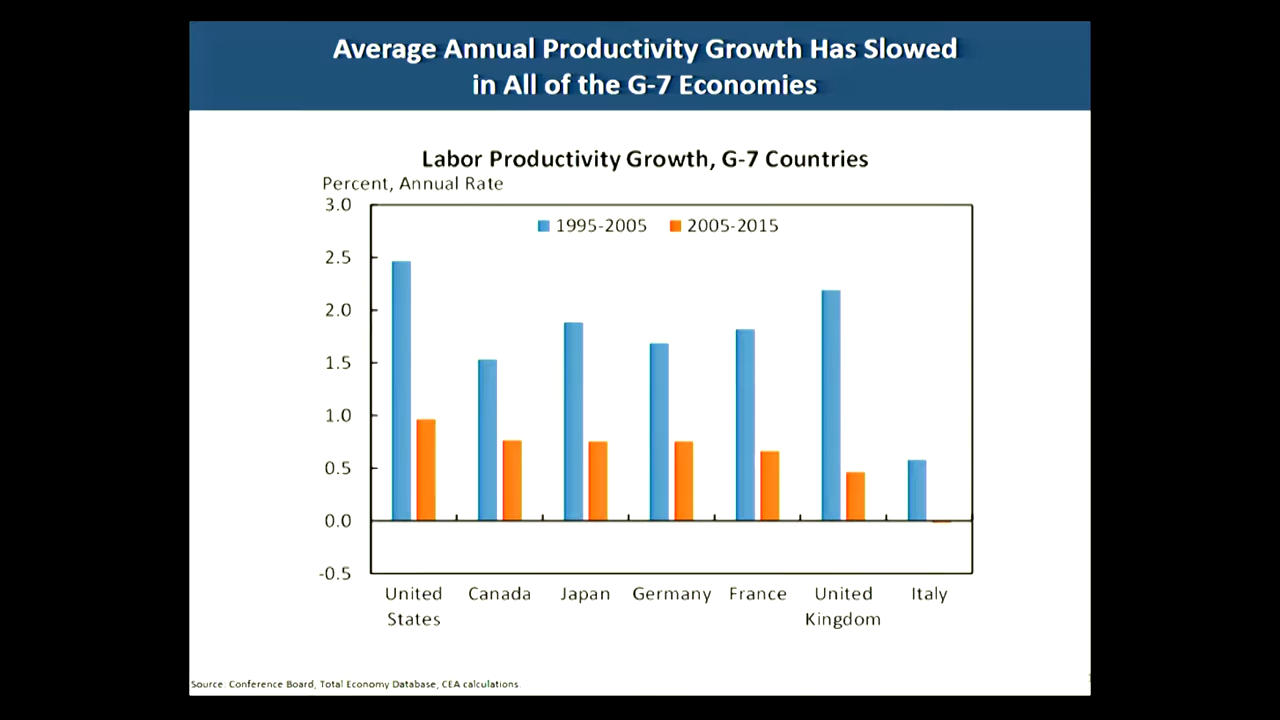 Average Annual Productivity Growth Has Slowed
in All of the G-7 Economies
Labor Productivity Growth, G-7 Countries
Percent, Annual Rate
3.0
1995-2005 2005-2015
2.5
2.0
1.5
1.0
0.5
0.0
-0.5
United Canada Japan Germany France United Italy
States Kingdom
Source: Conference Board, Total Economy Database, CEA calculations.